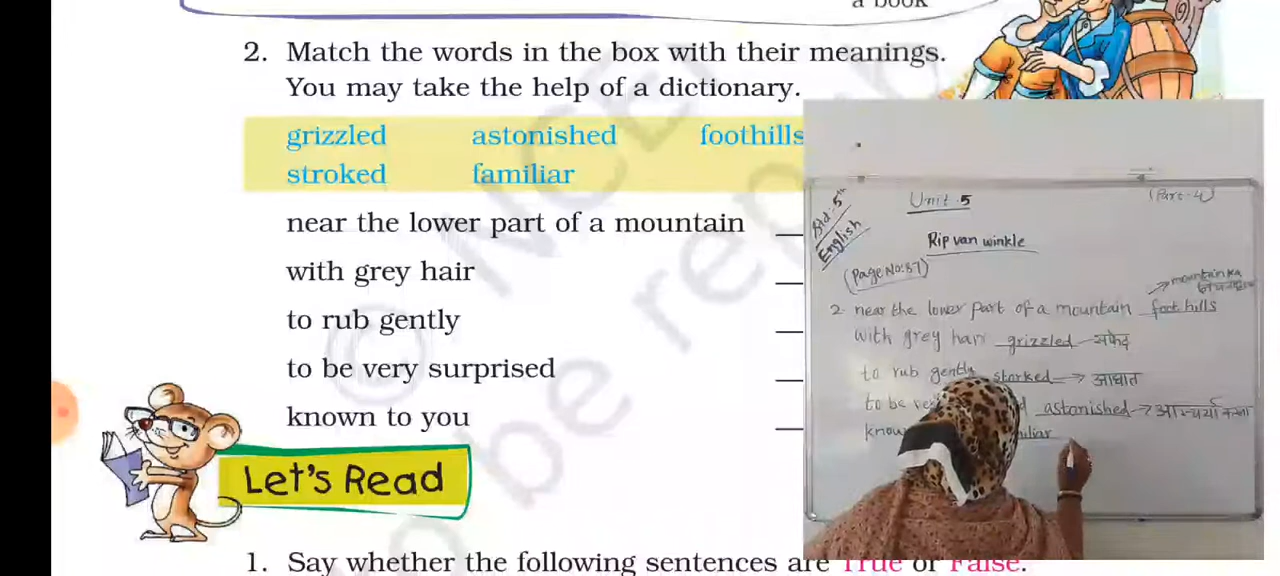 a book
2. Match the words in the box with their meanings.
You may take the help of a dictionary.
grizzled astonished foothills
stroked familiar
near the lower part of a mountain
with grey hair
to rub gently
to be very surprised
known to you
Let's Read
1. Say whether the following sentences are True or False.
Std:5th
English
Unit.5
(Part-4)
Rip van winkle
(Page No:87)
mountain ka
2. near the lower part of a mountain foot hills
with grey hair grizzled सफेद
to rub gently storked → आघात
to be astonished →